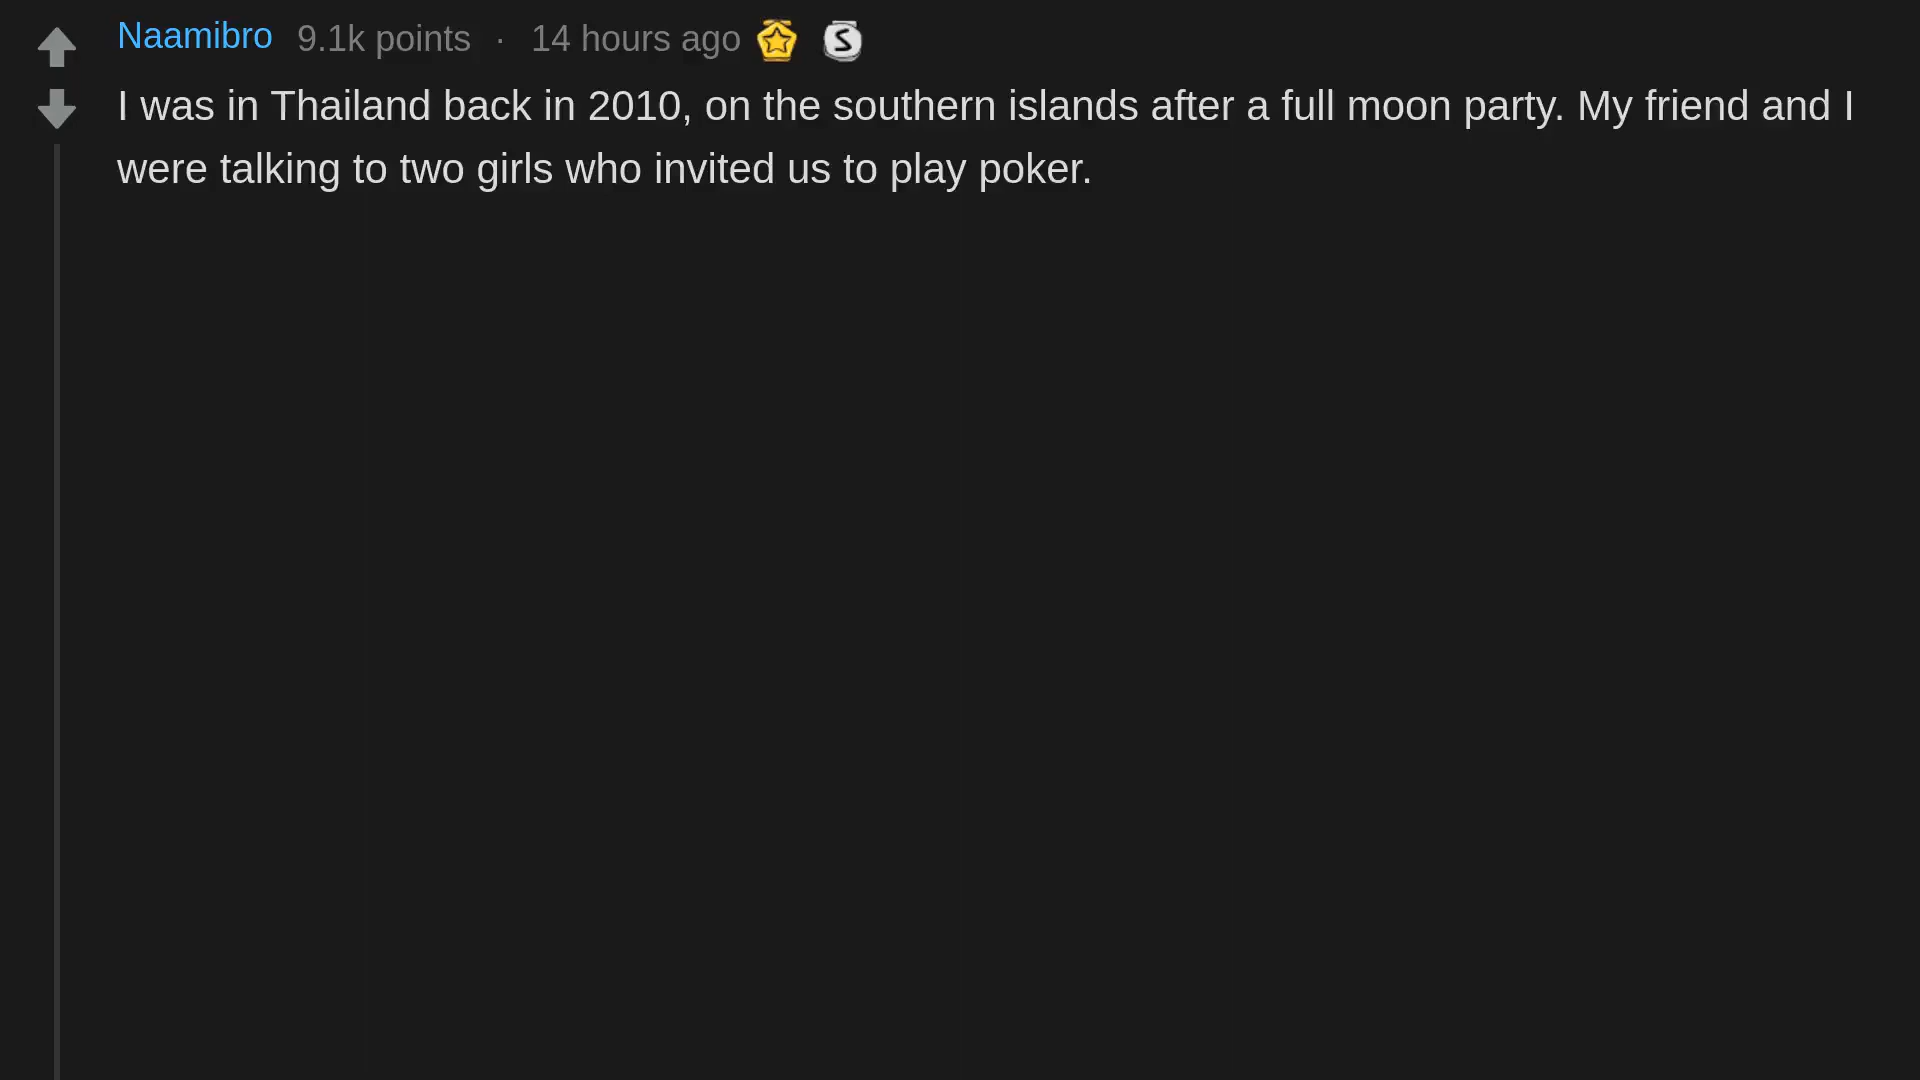 Naamibro 9.1k points · 14 hours ago
I was in Thailand back in 2010, on the southern islands after a full moon party. My friend and I
were talking to two girls who invited us to play poker.